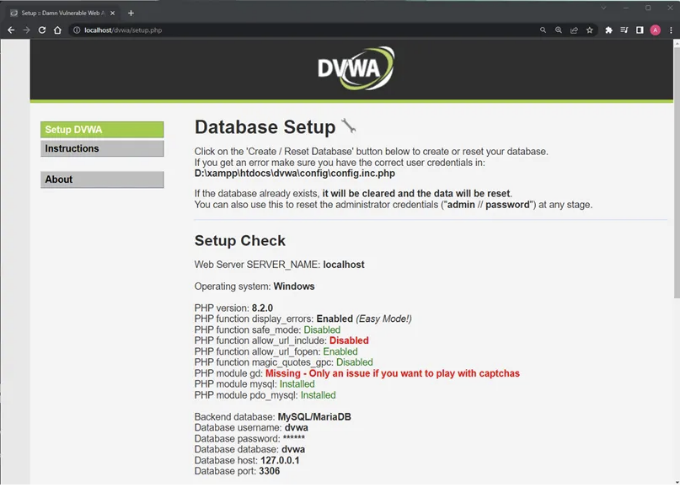 Setup :: Damn Vulnerable Web A
localhost/dvwa/setup.php
A
DVWA
Setup DVWA
Instructions
About
Database Setup
Click on the 'Create / Reset Database' button below to create or reset your database.
If you get an error make sure you have the correct user credentials in:
D:\xampp\htdocs\dvwa\config\config.inc.php
If the database already exists, it will be cleared and the data will be reset.
You can also use this to reset the administrator credentials ("admin // password") at any stage.
Setup Check
Web Server SERVER_NAME: localhost
Operating system: Windows
PHP version: 8.2.0
PHP function display_errors: Enabled (Easy Mode!)
PHP function safe_mode: Disabled
PHP function allow_url_include: Disabled
PHP function allow_url_fopen: Enabled
PHP function magic_quotes_gpc: Disabled
PHP module gd: Missing - Only an issue if you want to play with captchas
PHP module mysql: Installed
PHP module pdo_mysql: Installed
Backend database: MySQL/MariaDB
Database username: dvwa
Database password: ******
Database database: dvwa
Database host: 127.0.0.1
Database port: 3306